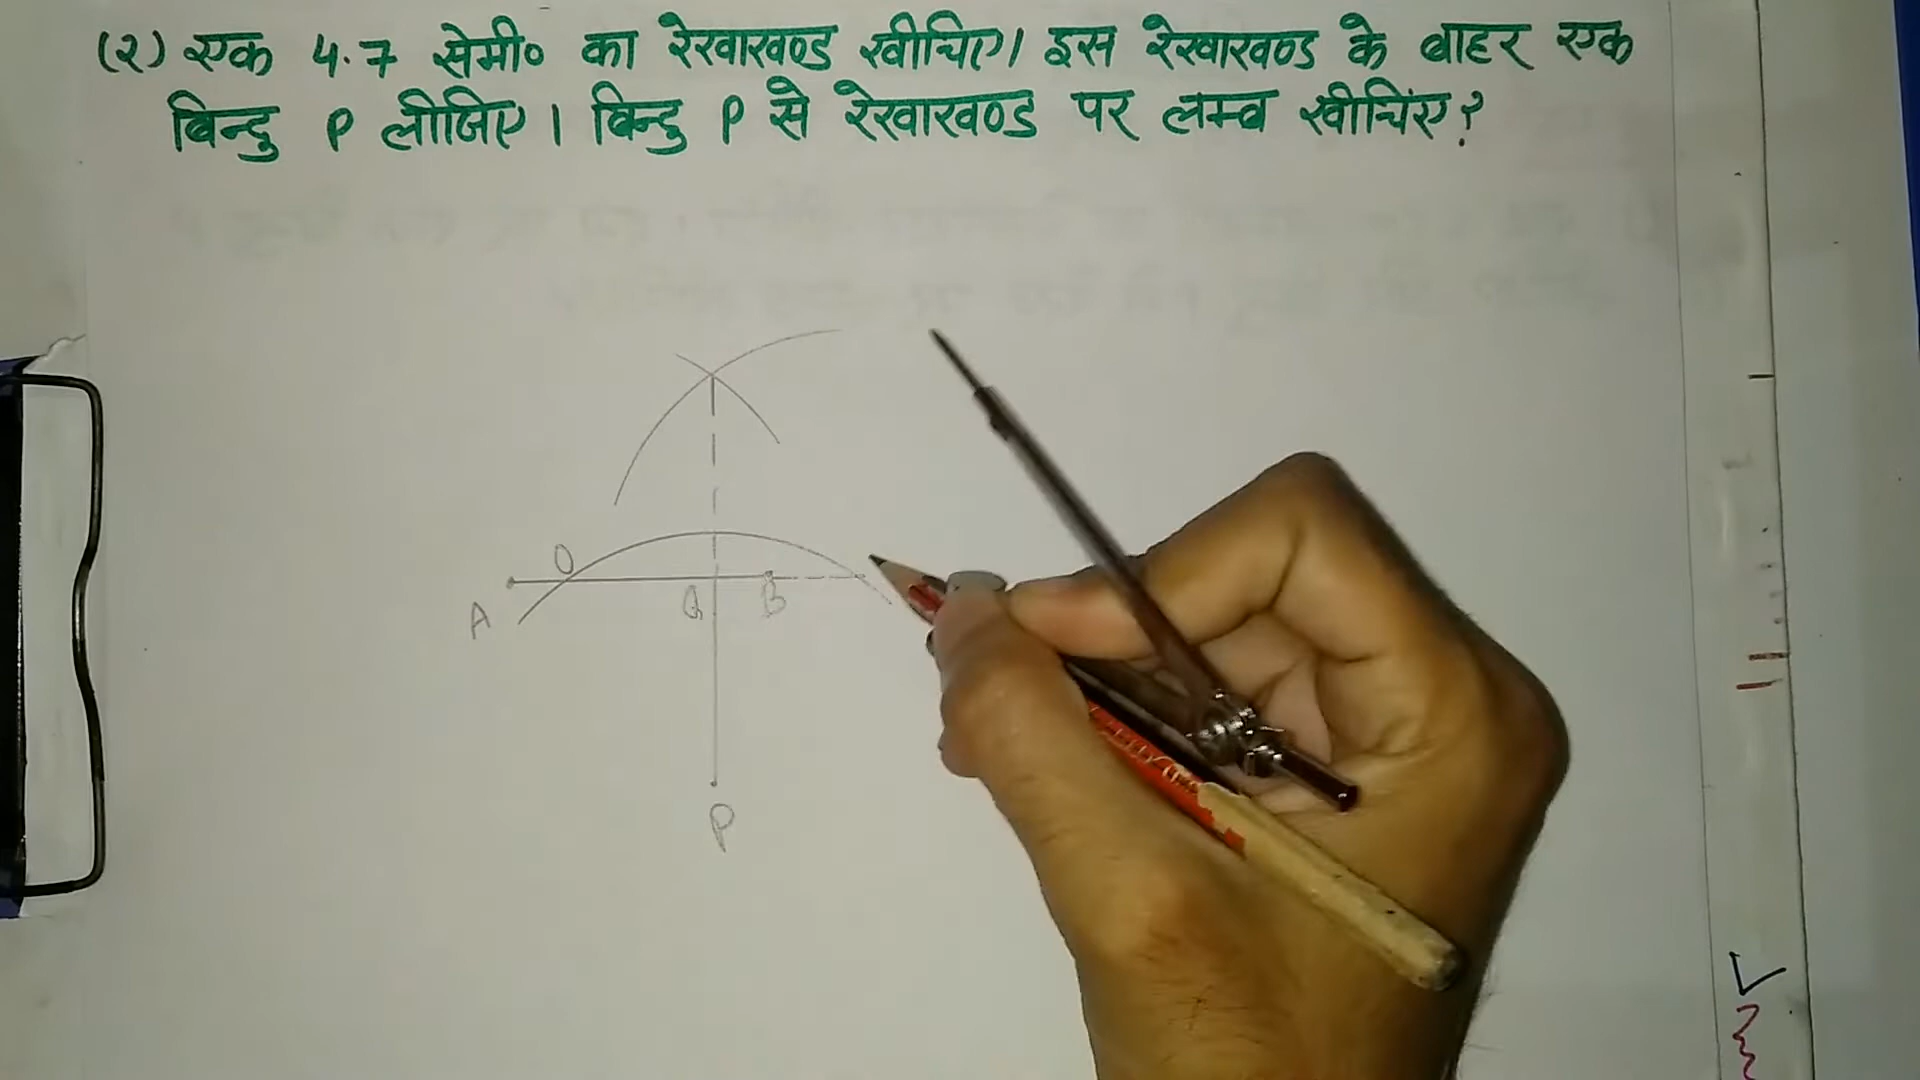 (२) एक 4.7 सेमी० का रेखाखण्ड खीचिए। इस रेखाखण्ड के बाहर एक
बिन्दु P लीजिए। बिन्दु P से रेखाखण्ड पर लम्ब खीचिंए?
O
A
Q
B
P